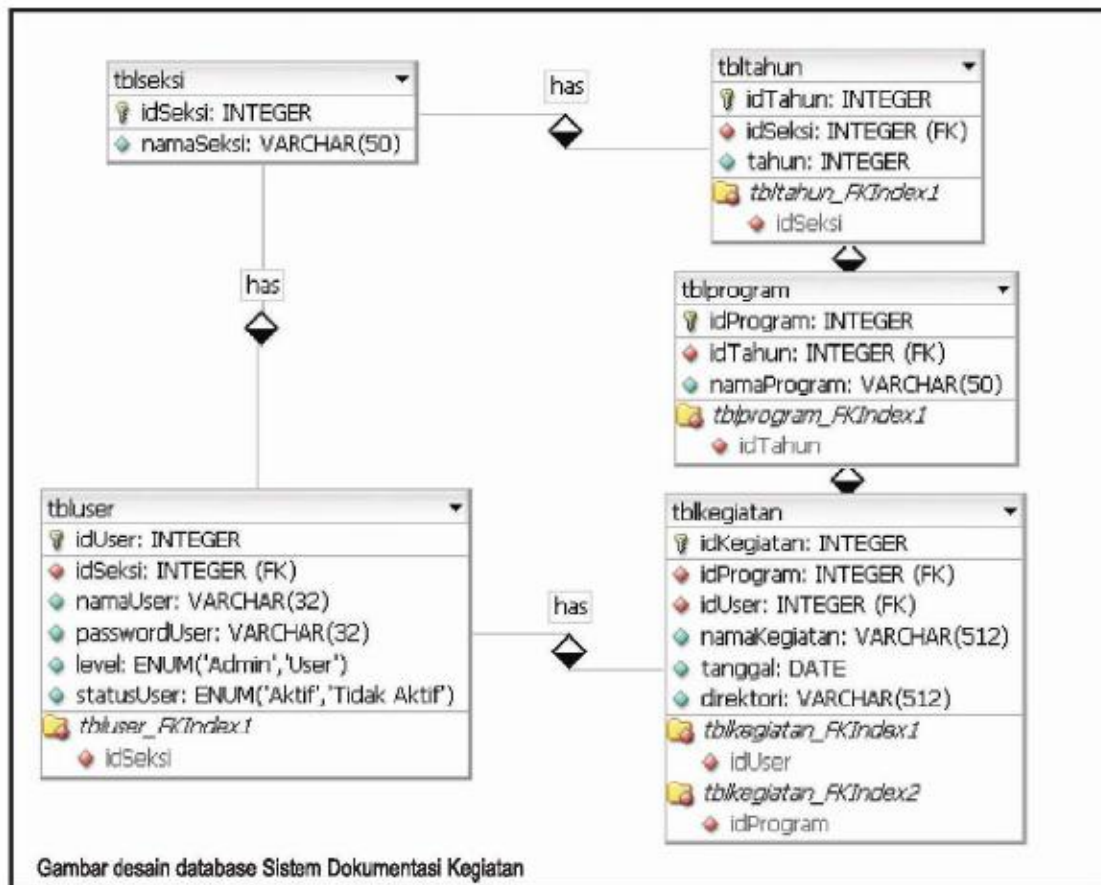 tblseksi
idSeksi: INTEGER
namaSeksi: VARCHAR(50)
has
tbltahun
idTahun: INTEGER
idSeksi: INTEGER (FK)
tahun: INTEGER
tbltahun_FKIndex1
idSeksi
has
tblprogram
idProgram: INTEGER
idTahun: INTEGER (FK)
namaProgram: VARCHAR(50)
tblprogram_FKIndex1
idTahun
tbluser
idUser: INTEGER
idSeksi: INTEGER (FK)
namaUser: VARCHAR(32)
passwordUser: VARCHAR(32)
level: ENUM('Admin','User')
statusUser: ENUM('Aktif','Tidak Aktif')
tbluser_FKIndex1
idSeksi
has
tblkegiatan
idKegiatan: INTEGER
idProgram: INTEGER (FK)
idUser: INTEGER (FK)
namaKegiatan: VARCHAR(512)
tanggal: DATE
direktori: VARCHAR(512)
tblkegiatan_FKIndex1
idUser
tblkegiatan_FKIndex2
idProgram
Gambar desain database Sistem Dokumentasi Kegiatan